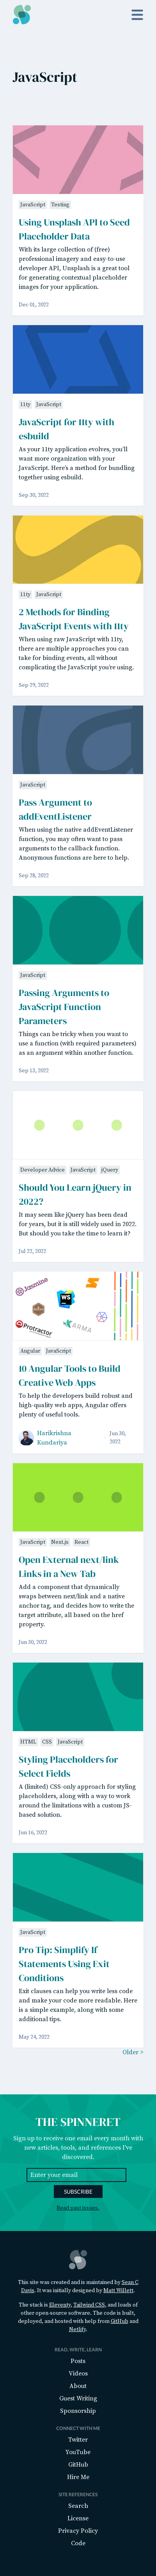 JavaScript
JavaScript Testing
Using Unsplash API to Seed
Placeholder Data
With its large collection of (free)
professional imagery and easy-to-use
developer API, Unsplash is a great tool
for generating contextual placeholder
images for your application.
Dec 01, 2022
11ty JavaScript
JavaScript for 11ty with
esbuild
As your 11ty application evolves, you'll
want more organization with your
JavaScript. Here's a method for bundling
together using esbuild.
Sep 30, 2022
11ty JavaScript
2 Methods for Binding
JavaScript Events with 11ty
When using raw JavaScript with 11ty,
there are multiple approaches you can
take for binding events, all without
complicating the JavaScript you're using.
Sep 29, 2022
JavaScript
Pass Argument to
addEventListener
When using the native addEventListener
function, you may often want to pass
arguments to the callback function.
Anonymous functions are here to help.
Sep 28, 2022
JavaScript
Passing Arguments to
JavaScript Function
Parameters
Things can be tricky when you want to
use a function (with required parameters)
as an argument within another function.
Sep 13, 2022
Developer Advice JavaScript jQuery
Should You Learn jQuery in
2022?
It may seem like jQuery has been dead
for years, but it is still widely used in 2022.
But should you take the time to learn it?
Jul 22, 2022
Jasmine
WS
Protractor
KARMA
Angular JavaScript
10 Angular Tools to Build
Creative Web Apps
To help the developers build robust and
high-quality web apps, Angular offers
plenty of useful tools.
Harikrishna
Kundariya
Jun 30,
2022
JavaScript Next.js React
Open External next/link
Links in a New Tab
Add a component that dynamically
swaps between next/link and a native
anchor tag, and decides how to write the
target attribute, all based on the href
property.
Jun 30, 2022
HTML CSS JavaScript
Styling Placeholders for
Select Fields
A (limited) CSS-only approach for styling
placeholders, along with a way to work
around the limitations with a custom JS-
based solution.
Jun 16, 2022
JavaScript
Pro Tip: Simplify If
Statements Using Exit
Conditions
Exit clauses can help you write less code
and make your code more readable. Here
is a simple example, along with some
additional tips.
May 24, 2022
Older >
THE SPINNERET
Sign up to receive one email every month with
new articles, tools, and references I've
discovered.
Enter your email
SUBSCRIBE
Read past issues.
This site was created and is maintained by Sean C
Davis. It was initially designed by Matt Willett.
The stack is Eleventy, Tailwind CSS, and loads of
other open-source software. The code is built,
deployed, and hosted with help from GitHub and
Netlify.
READ, WRITE, LEARN
Posts
Videos
About
Guest Writing
Sponsorship
CONNECT WITH ME
Twitter
YouTube
GitHub
Hire Me
SITE REFERENCES
Search
License
Privacy Policy
Code